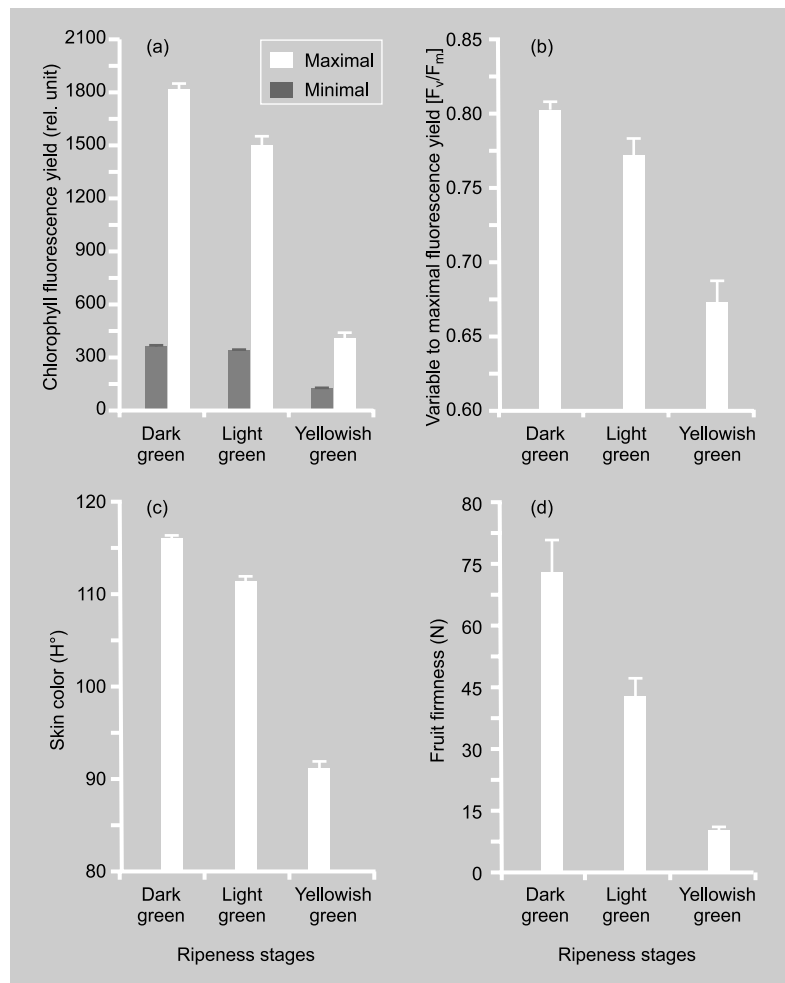 (a)
Maximal
Minimal
Chlorophyll fluorescence yield (rel. unit)
2100
1800
1500
1200
900
600
300
0
Dark green
Light green
Yellowish green
(b)
Variable to maximal fluorescence yield [Fv/Fm]
0.85
0.80
0.75
0.70
0.65
0.60
Dark green
Light green
Yellowish green
(c)
Skin color (H°)
120
110
100
90
80
Dark green
Light green
Yellowish green
Ripeness stages
(d)
Fruit firmness (N)
80
75
60
45
30
15
0
Dark green
Light green
Yellowish green
Ripeness stages